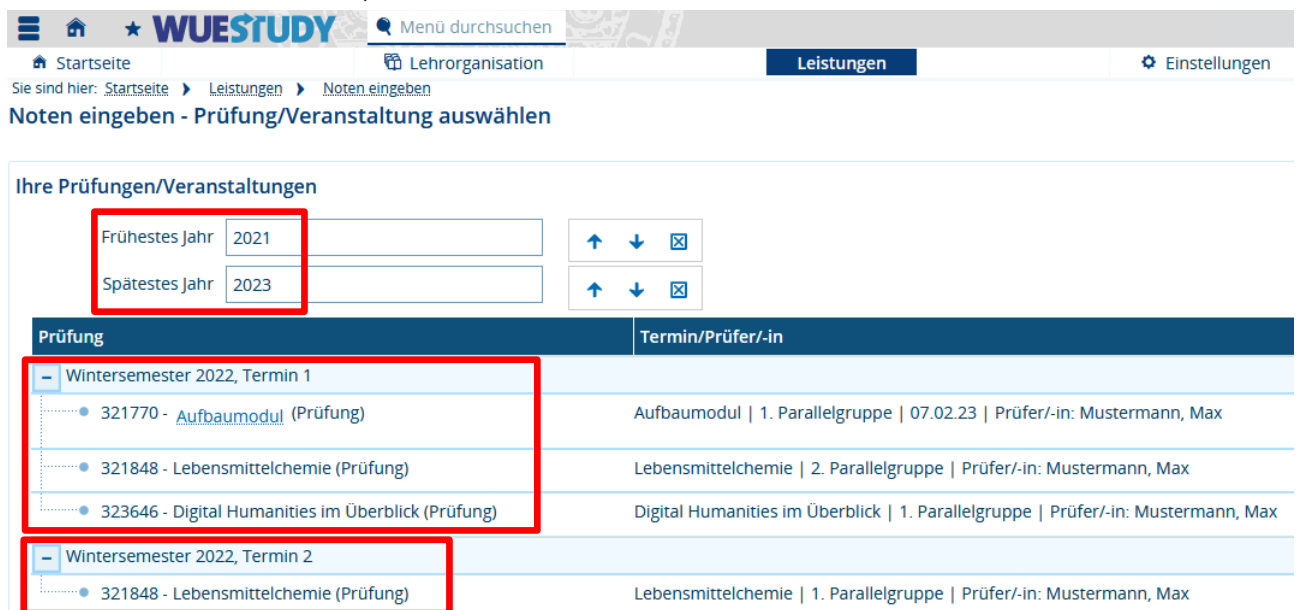 WUESTUDY Menü durchsuchen
Startseite Lehrorganisation Leistungen Einstellungen
Sie sind hier: Startseite Leistungen Noten eingeben
Noten eingeben - Prüfung/Veranstaltung auswählen
Ihre Prüfungen/Veranstaltungen
Frühestes Jahr 2021
Spätestes Jahr 2023
Prüfung Termin/Prüfer/-in
Wintersemester 2022, Termin 1
321770 - Aufbaumodul (Prüfung) Aufbaumodul | 1. Parallelgruppe | 07.02.23 | Prüfer/-in: Mustermann, Max
321848 - Lebensmittelchemie (Prüfung) Lebensmittelchemie | 2. Parallelgruppe | Prüfer/-in: Mustermann, Max
323646 - Digital Humanities im Überblick (Prüfung) Digital Humanities im Überblick | 1. Parallelgruppe | Prüfer/-in: Mustermann, Max
Wintersemester 2022, Termin 2
321848 - Lebensmittelchemie (Prüfung) Lebensmittelchemie | 1. Parallelgruppe | Prüfer/-in: Mustermann, Max